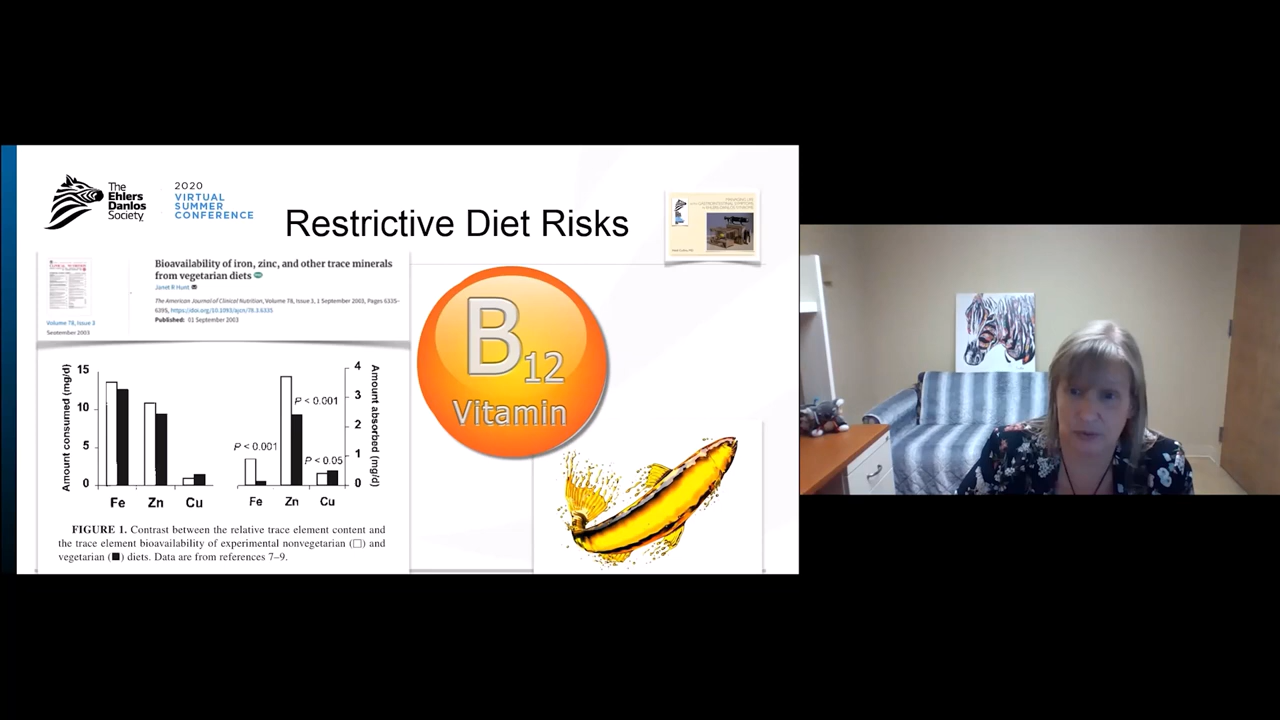 The
Ehlers
Danlos
Society
2020
VIRTUAL
SUMMER
CONFERENCE
Restrictive Diet Risks
Bioavailability of iron, zinc, and other trace minerals
from vegetarian diets
Janet R Hunt
The American Journal of Clinical Nutrition, Volume 78, Issue 3, 1 September 2003, Pages 633S–
639S, https://doi.org/10.1093/ajcn/78.3.633S
Published: 01 September 2003
Volume 78, Issue 3
September 2003
B12
Vitamin
Amount consumed (mg/d)
15
10
5
0
Fe Zn Cu
P < 0.001
P < 0.001
P < 0.05
4
3
2
1
0
Amount absorbed (mg/d)
Fe Zn Cu
FIGURE 1. Contrast between the relative trace element content and
the trace element bioavailability of experimental nonvegetarian (□) and
vegetarian (■) diets. Data are from references 7–9.